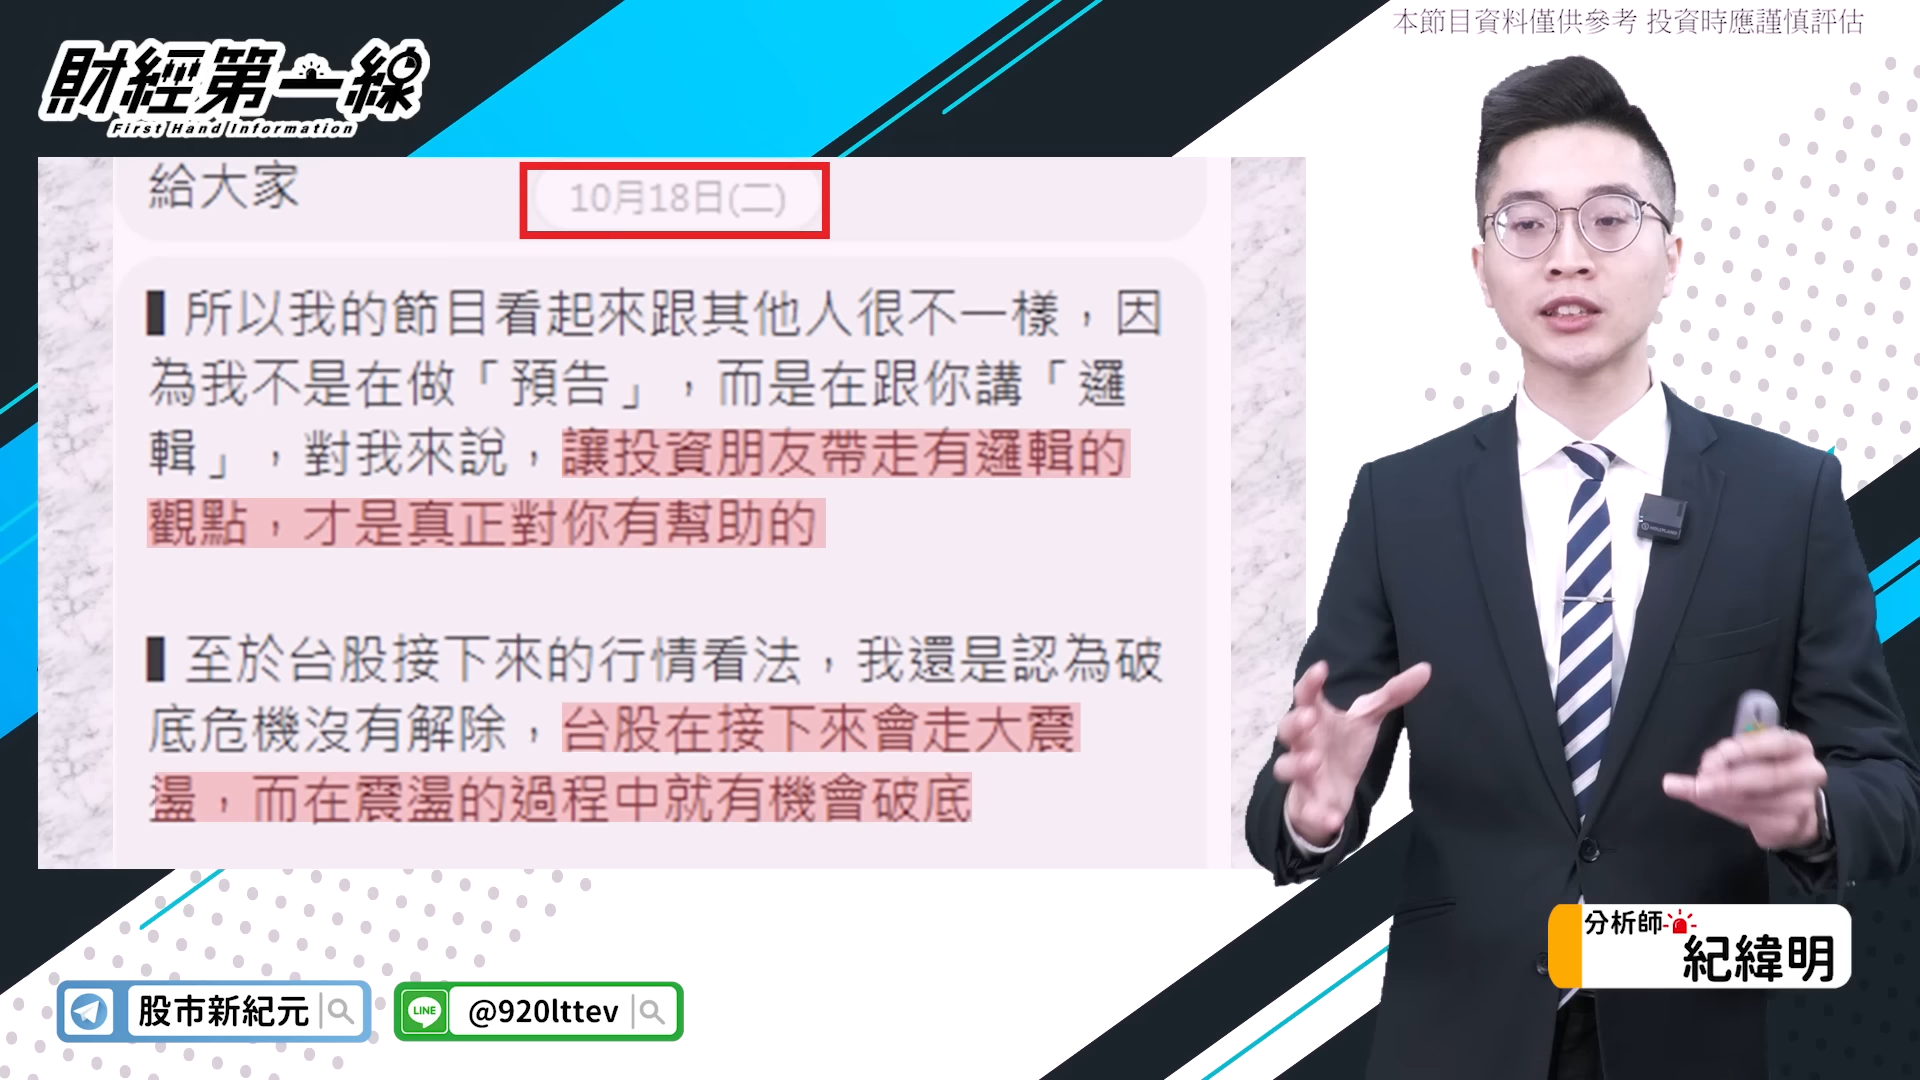 本節目資料僅供參考 投資時應謹慎評估
財經第一線
First Hand Information
給大家
10月18日(二)
▌所以我的節目看起來跟其他人很不一樣，因
為我不是在做「預告」，而是在跟你講「邏
輯」，對我來說，讓投資朋友帶走有邏輯的
觀點，才是真正對你有幫助的
▌至於台股接下來的行情看法，我還是認為破
底危機沒有解除，台股在接下來會走大震
盪，而在震盪的過程中就有機會破底
分析師
紀緯明
股市新紀元
LINE
@920lttev